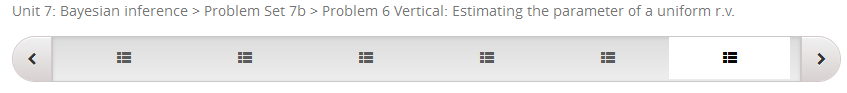 Unit 7: Bayesian inference > Problem Set 7b > Problem 6 Vertical: Estimating the parameter of a uniform r.v.